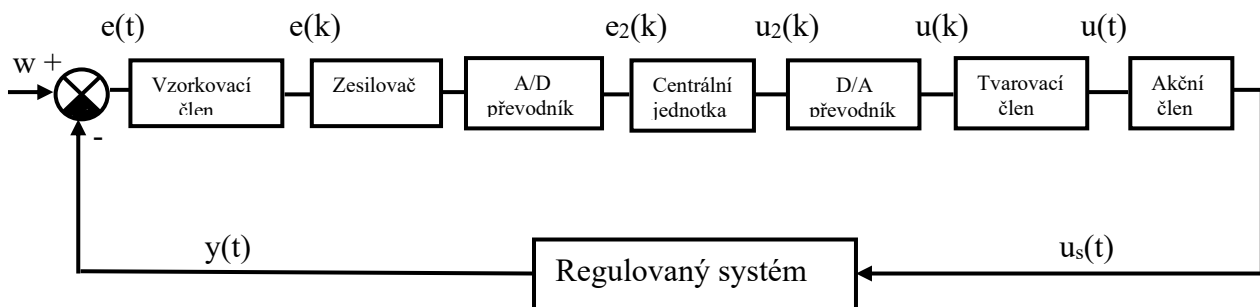 e(t)
e(k)
e₂(k)
u₂(k)
u(k)
u(t)
w +
-
Vzorkovací
člen
Zesilovač
A/D
převodník
Centrální
jednotka
D/A
převodník
Tvarovací
člen
Akční
člen
y(t)
Regulovaný systém
uₛ(t)